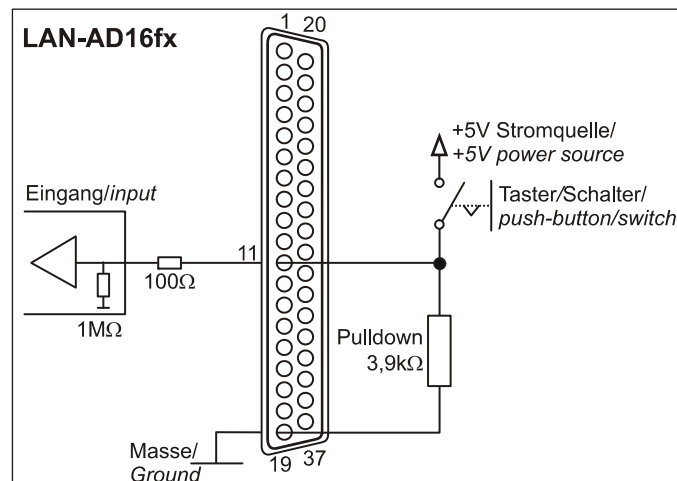 LAN-AD16fx
1 20
+5V Stromquelle/
+5V power source
Eingang/input
Taster/Schalter/
push-button/switch
11
100Ω
1MΩ
Pulldown
3,9kΩ
Masse/
Ground
19 37